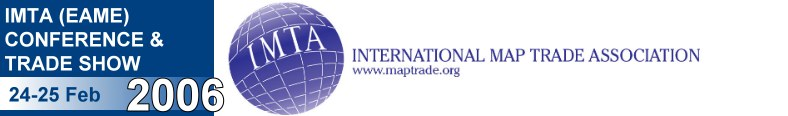 IMTA (EAME)
CONFERENCE &
TRADE SHOW
24-25 Feb 2006
IMTA
INTERNATIONAL MAP TRADE ASSOCIATION
www.maptrade.org